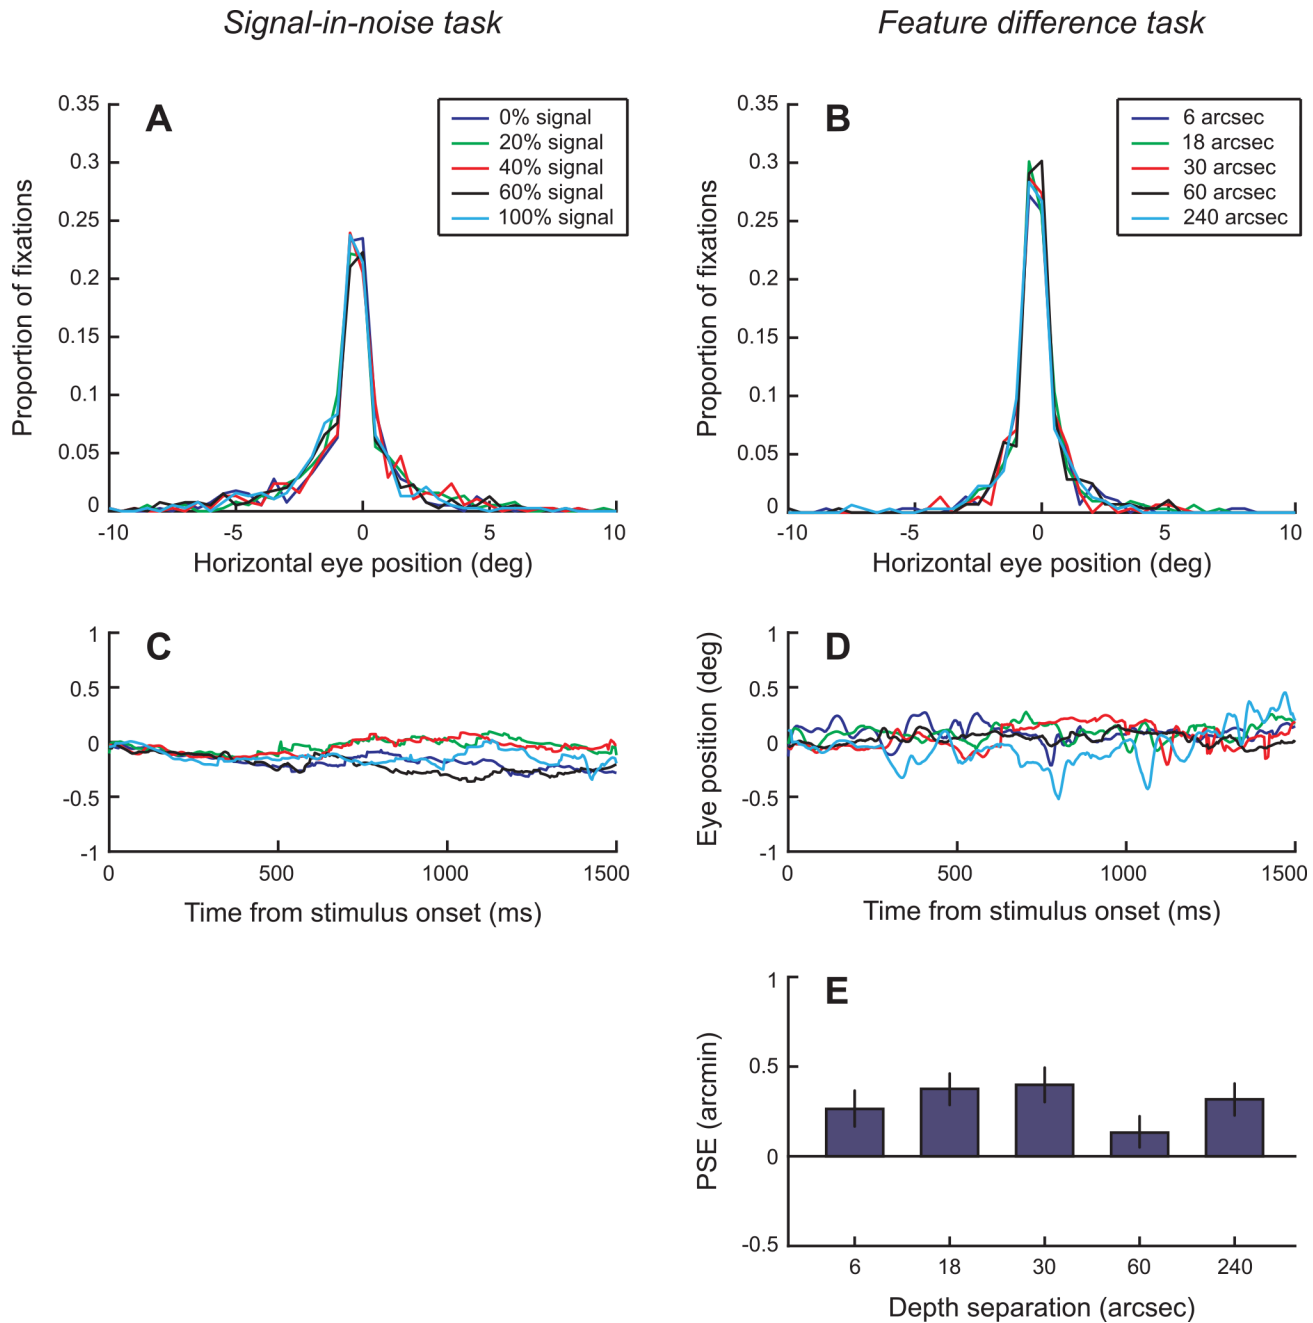 Signal-in-noise task
Feature difference task
A
0.35
0.3
0.25
0.2
0.15
0.1
0.05
0
Proportion of fixations
0% signal
20% signal
40% signal
60% signal
100% signal
-10
-5
0
5
10
Horizontal eye position (deg)
B
0.35
0.3
0.25
0.2
0.15
0.1
0.05
0
Proportion of fixations
6 arcsec
18 arcsec
30 arcsec
60 arcsec
240 arcsec
-10
-5
0
5
10
Horizontal eye position (deg)
C
1
0.5
0
-0.5
-1
0
500
1000
1500
Time from stimulus onset (ms)
D
Eye position (deg)
1
0.5
0
-0.5
-1
0
500
1000
1500
Time from stimulus onset (ms)
E
PSE (arcmin)
1
0.5
0
-0.5
6
18
30
60
240
Depth separation (arcsec)